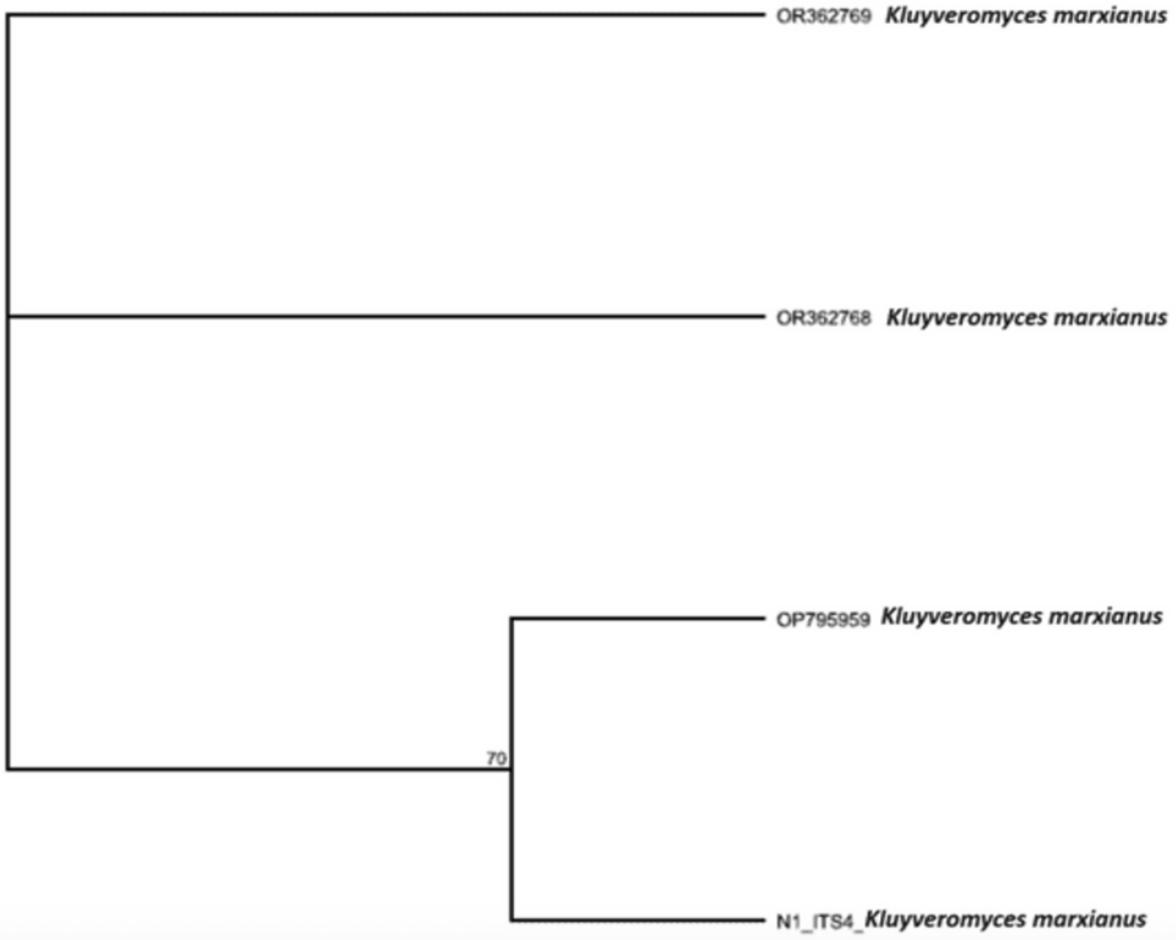 OR362769 Kluyveromyces marxianus
OR362768 Kluyveromyces marxianus
OP795959 Kluyveromyces marxianus
70
N1_ITS4_Kluyveromyces marxianus